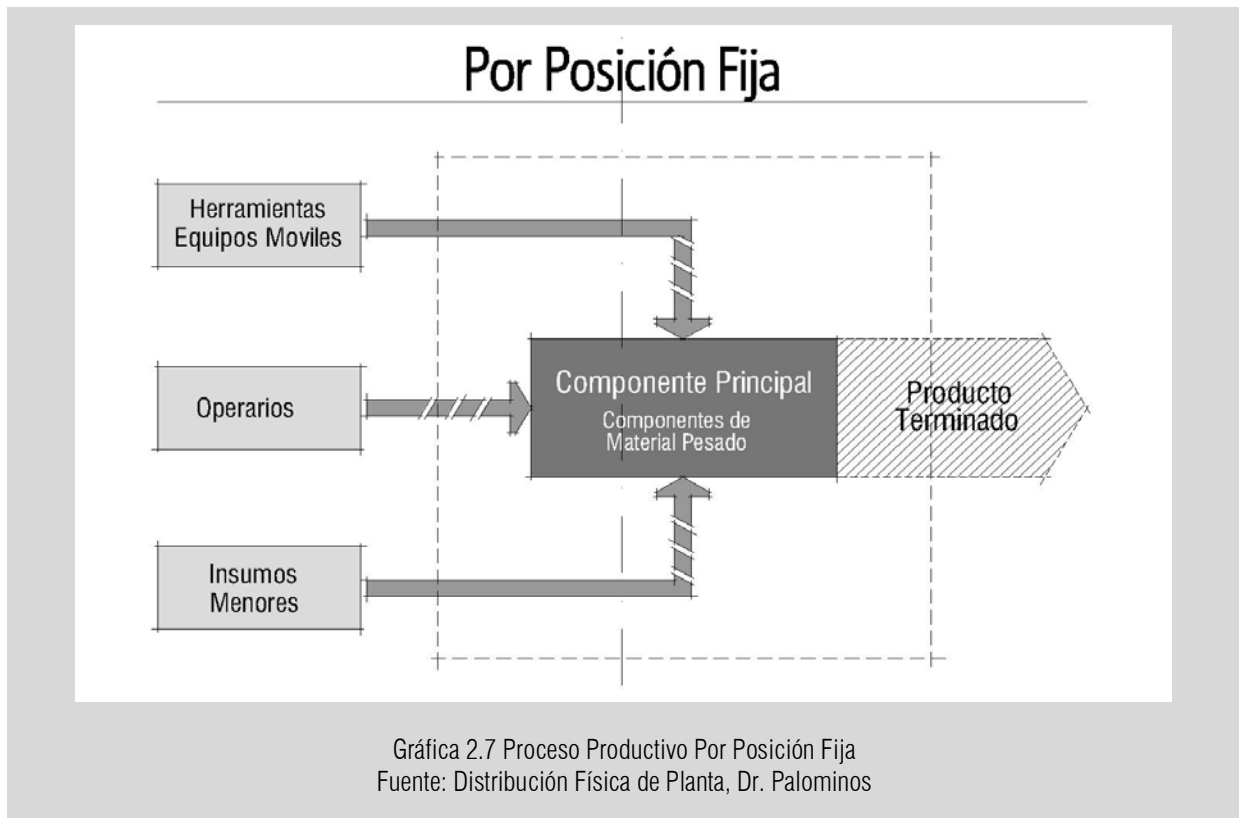 Por Posición Fija
Herramientas
Equipos Moviles
Operarios
Componente Principal
Componentes de
Material Pesado
Producto
Terminado
Insumos
Menores
Gráfica 2.7 Proceso Productivo Por Posición Fija
Fuente: Distribución Física de Planta, Dr. Palominos